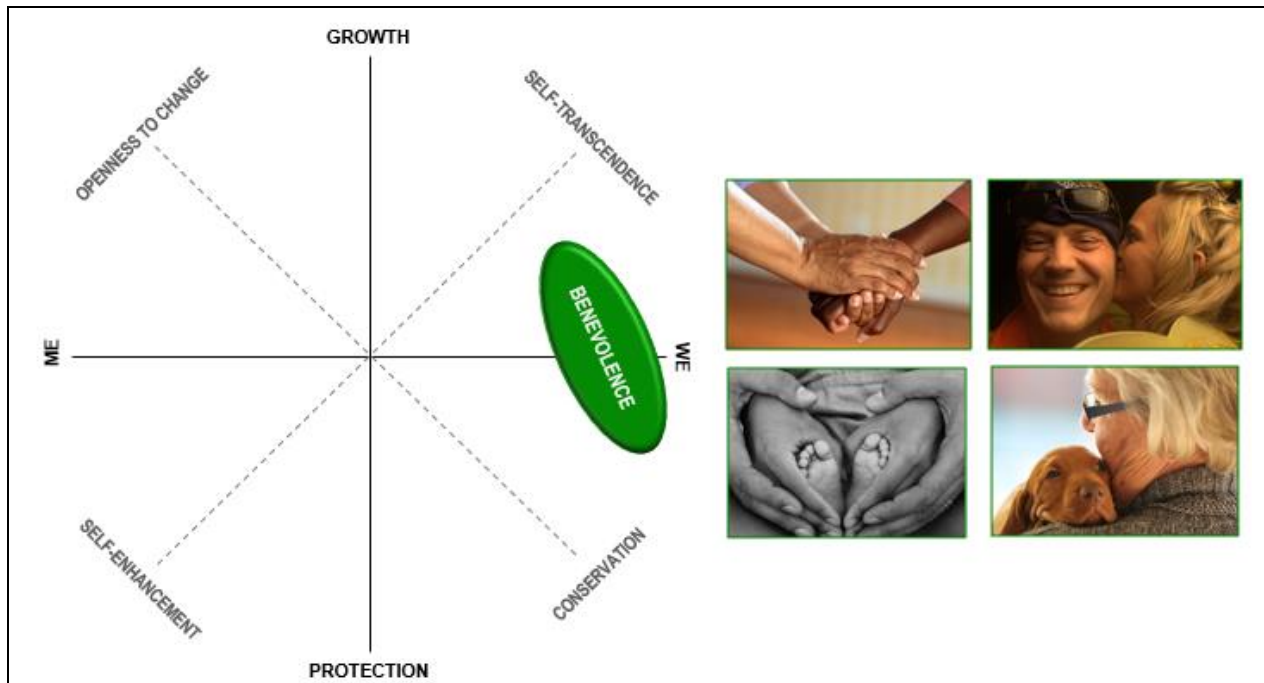 GROWTH
OPENNESS TO CHANGE
SELF-TRANSCENDENCE
BENEVOLENCE
ME
WE
SELF-ENHANCEMENT
CONSERVATION
PROTECTION